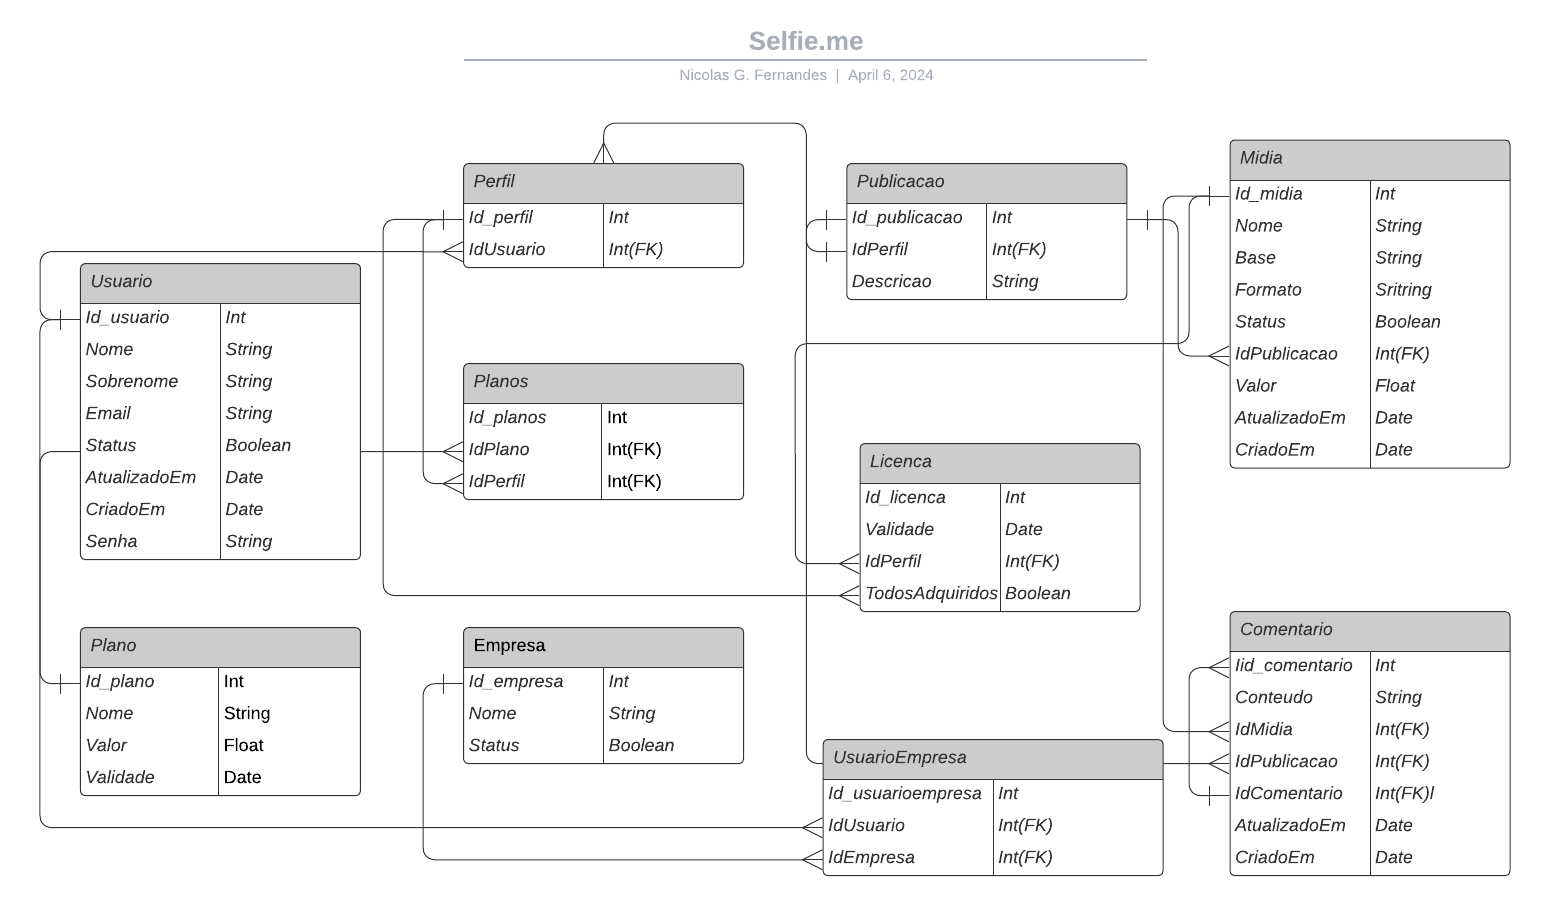 Selfie.me
Nicolas G. Fernandes | April 6, 2024
Usuario
Id_usuario Int
Nome String
Sobrenome String
Email String
Status Boolean
AtualizadoEm Date
CriadoEm Date
Senha String
Plano
Id_plano Int
Nome String
Valor Float
Validade Date
Perfil
Id_perfil Int
IdUsuario Int(FK)
Planos
Id_planos Int
IdPlano Int(FK)
IdPerfil Int(FK)
Empresa
Id_empresa Int
Nome String
Status Boolean
Publicacao
Id_publicacao Int
IdPerfil Int(FK)
Descricao String
Licenca
Id_licenca Int
Validade Date
IdPerfil Int(FK)
TodosAdquiridos Boolean
UsuarioEmpresa
Id_usuarioempresa Int
IdUsuario Int(FK)
IdEmpresa Int(FK)
Midia
Id_midia Int
Nome String
Base String
Formato Sritring
Status Boolean
IdPublicacao Int(FK)
Valor Float
AtualizadoEm Date
CriadoEm Date
Comentario
Iid_comentario Int
Conteudo String
IdMidia Int(FK)
IdPublicacao Int(FK)
IdComentario Int(FK)l
AtualizadoEm Date
CriadoEm Date